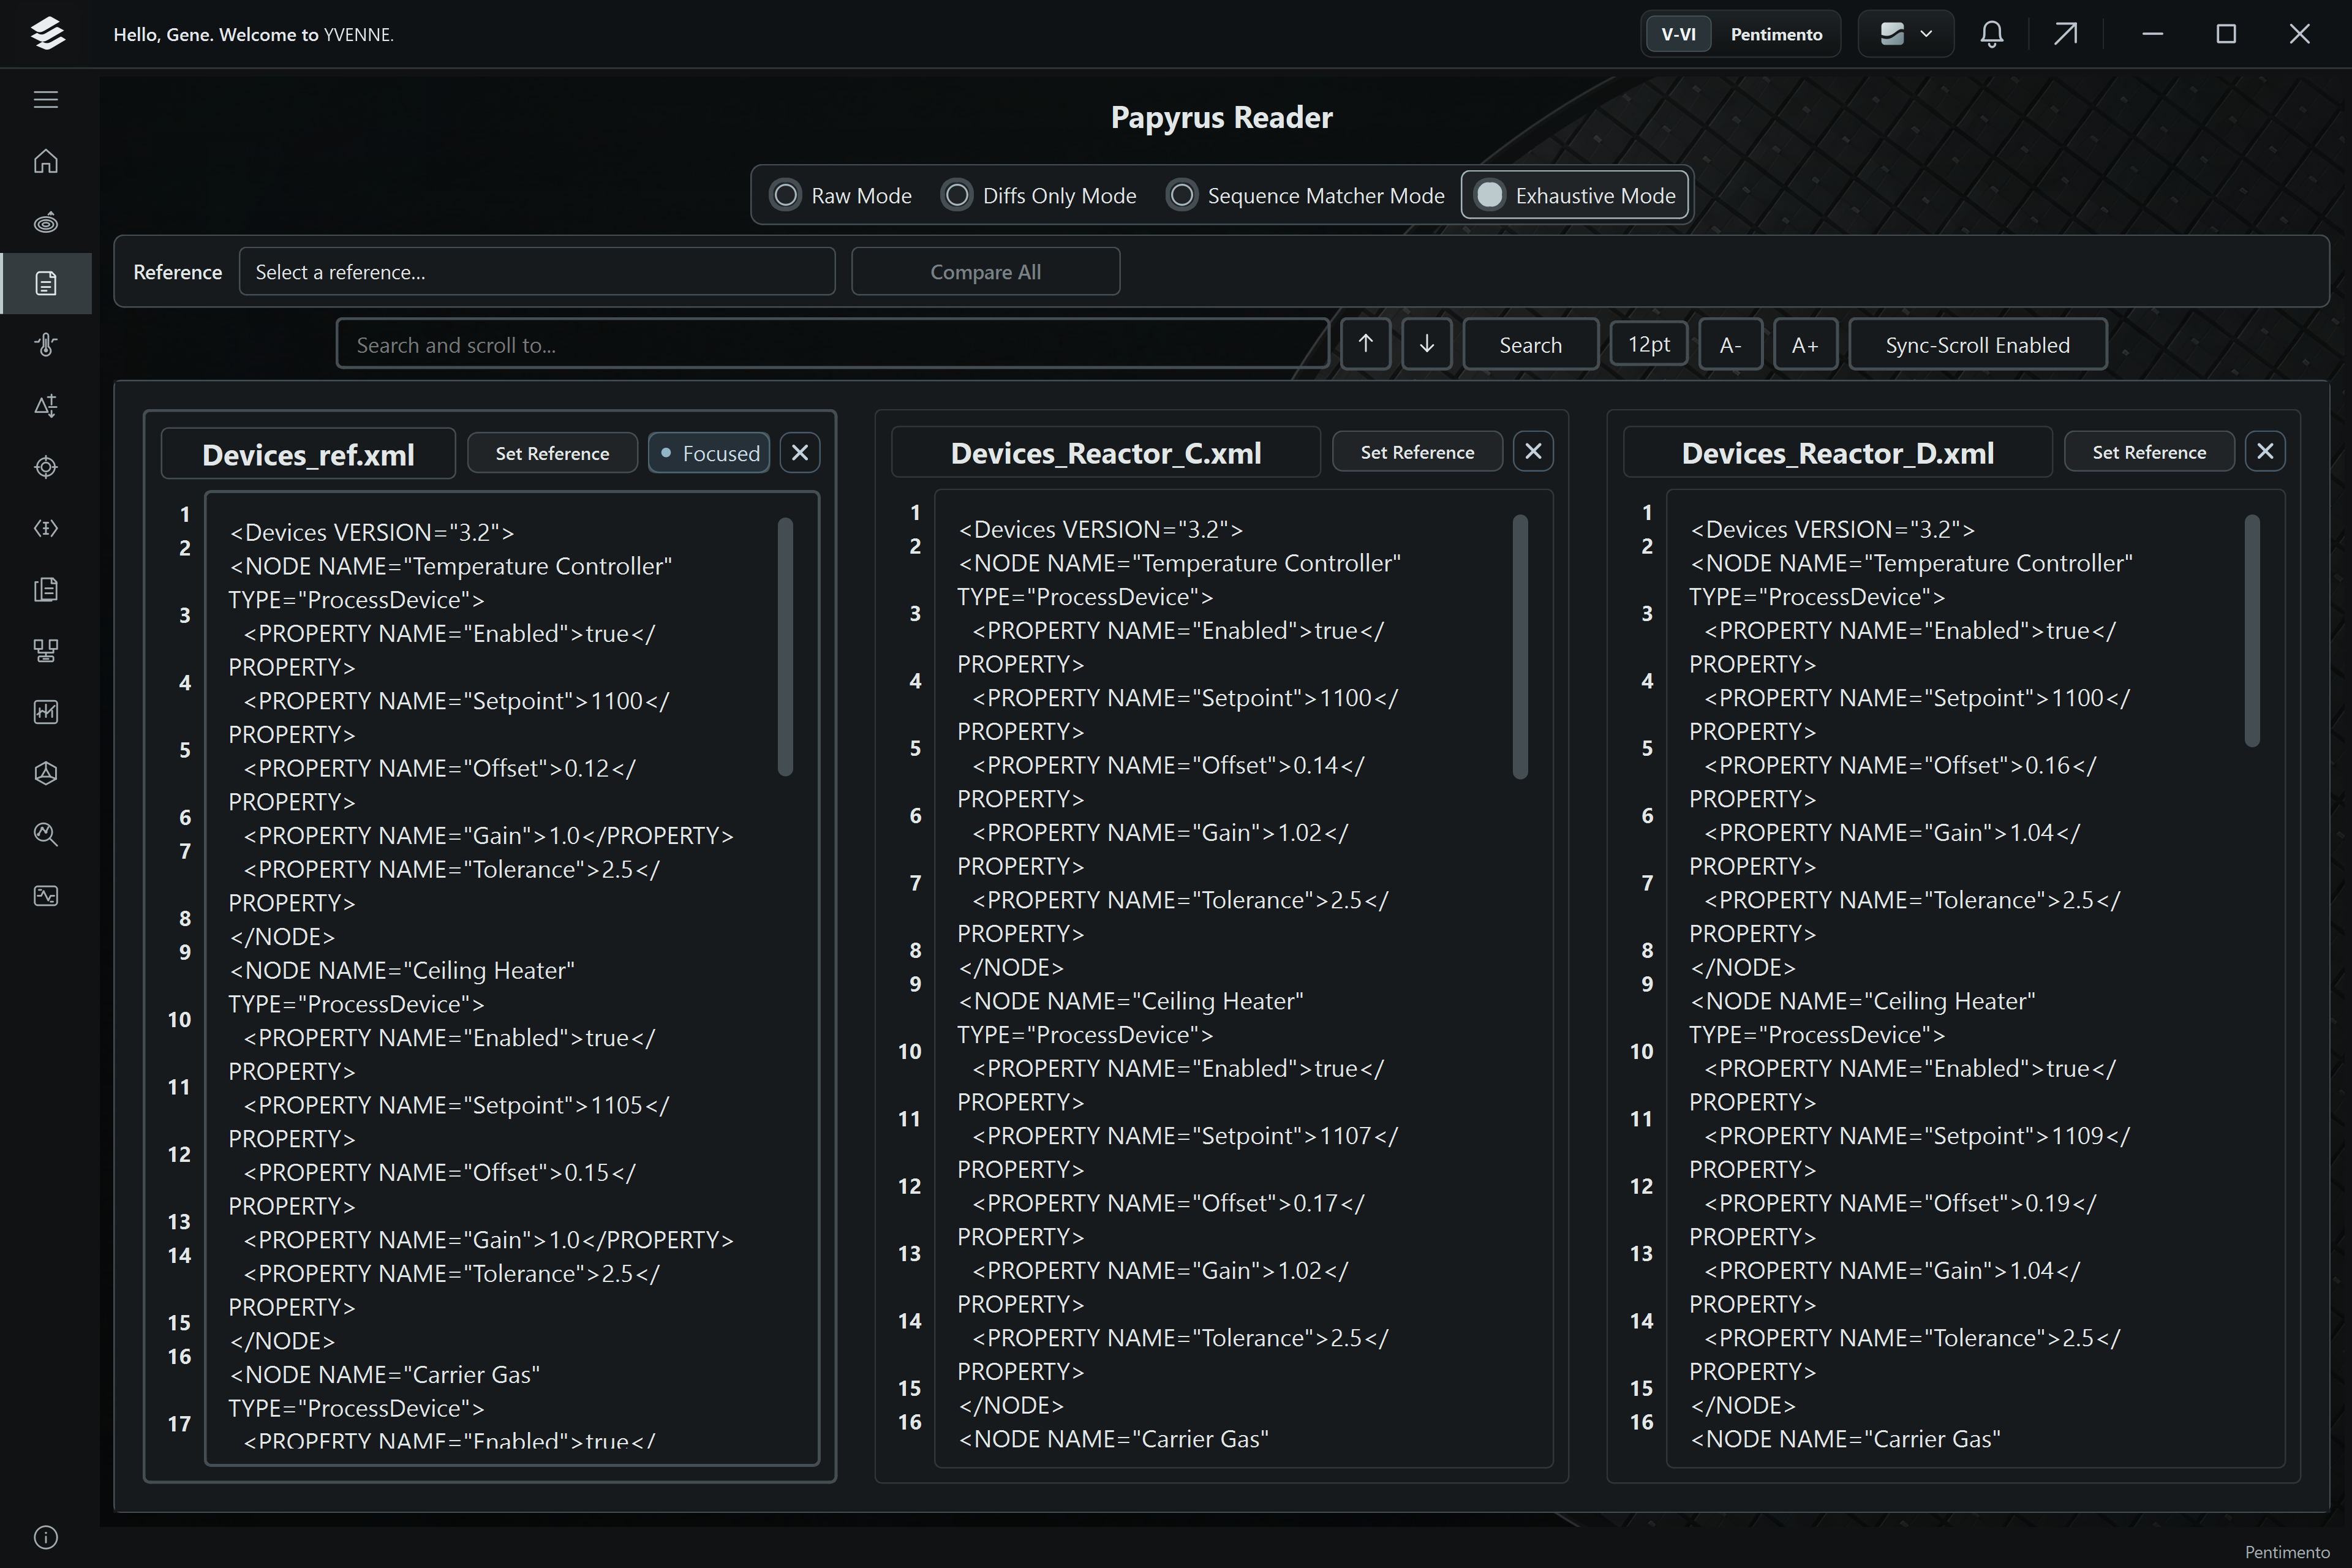 Hello, Gene. Welcome to YVENNE.
V-VI
Pentimento
Papyrus Reader
Raw Mode
Diffs Only Mode
Sequence Matcher Mode
Exhaustive Mode
Reference
Select a reference...
Compare All
Search and scroll to...
Search
12pt
A-
A+
Sync-Scroll Enabled
Devices_ref.xml
Set Reference
Focused
1
<Devices VERSION="3.2">
2
<NODE NAME="Temperature Controller"
TYPE="ProcessDevice">
3
<PROPERTY NAME="Enabled">true</
PROPERTY>
4
<PROPERTY NAME="Setpoint">1100</
PROPERTY>
5
<PROPERTY NAME="Offset">0.12</
PROPERTY>
6
<PROPERTY NAME="Gain">1.0</PROPERTY>
7
<PROPERTY NAME="Tolerance">2.5</
PROPERTY>
8
</NODE>
9
<NODE NAME="Ceiling Heater"
TYPE="ProcessDevice">
10
<PROPERTY NAME="Enabled">true</
PROPERTY>
11
<PROPERTY NAME="Setpoint">1105</
PROPERTY>
12
<PROPERTY NAME="Offset">0.15</
PROPERTY>
13
<PROPERTY NAME="Gain">1.0</PROPERTY>
14
<PROPERTY NAME="Tolerance">2.5</
PROPERTY>
15
</NODE>
16
<NODE NAME="Carrier Gas"
TYPE="ProcessDevice">
17
<PROPERTY NAME="Enabled">true</
Devices_Reactor_C.xml
Set Reference
1
<Devices VERSION="3.2">
2
<NODE NAME="Temperature Controller"
TYPE="ProcessDevice">
3
<PROPERTY NAME="Enabled">true</
PROPERTY>
4
<PROPERTY NAME="Setpoint">1100</
PROPERTY>
5
<PROPERTY NAME="Offset">0.14</
PROPERTY>
6
<PROPERTY NAME="Gain">1.02</
PROPERTY>
7
<PROPERTY NAME="Tolerance">2.5</
PROPERTY>
8
</NODE>
9
<NODE NAME="Ceiling Heater"
TYPE="ProcessDevice">
10
<PROPERTY NAME="Enabled">true</
PROPERTY>
11
<PROPERTY NAME="Setpoint">1107</
PROPERTY>
12
<PROPERTY NAME="Offset">0.17</
PROPERTY>
13
<PROPERTY NAME="Gain">1.02</
PROPERTY>
14
<PROPERTY NAME="Tolerance">2.5</
PROPERTY>
15
</NODE>
16
<NODE NAME="Carrier Gas"
Devices_Reactor_D.xml
Set Reference
1
<Devices VERSION="3.2">
2
<NODE NAME="Temperature Controller"
TYPE="ProcessDevice">
3
<PROPERTY NAME="Enabled">true</
PROPERTY>
4
<PROPERTY NAME="Setpoint">1100</
PROPERTY>
5
<PROPERTY NAME="Offset">0.16</
PROPERTY>
6
<PROPERTY NAME="Gain">1.04</
PROPERTY>
7
<PROPERTY NAME="Tolerance">2.5</
PROPERTY>
8
</NODE>
9
<NODE NAME="Ceiling Heater"
TYPE="ProcessDevice">
10
<PROPERTY NAME="Enabled">true</
PROPERTY>
11
<PROPERTY NAME="Setpoint">1109</
PROPERTY>
12
<PROPERTY NAME="Offset">0.19</
PROPERTY>
13
<PROPERTY NAME="Gain">1.04</
PROPERTY>
14
<PROPERTY NAME="Tolerance">2.5</
PROPERTY>
15
</NODE>
16
<NODE NAME="Carrier Gas"
Pentimento